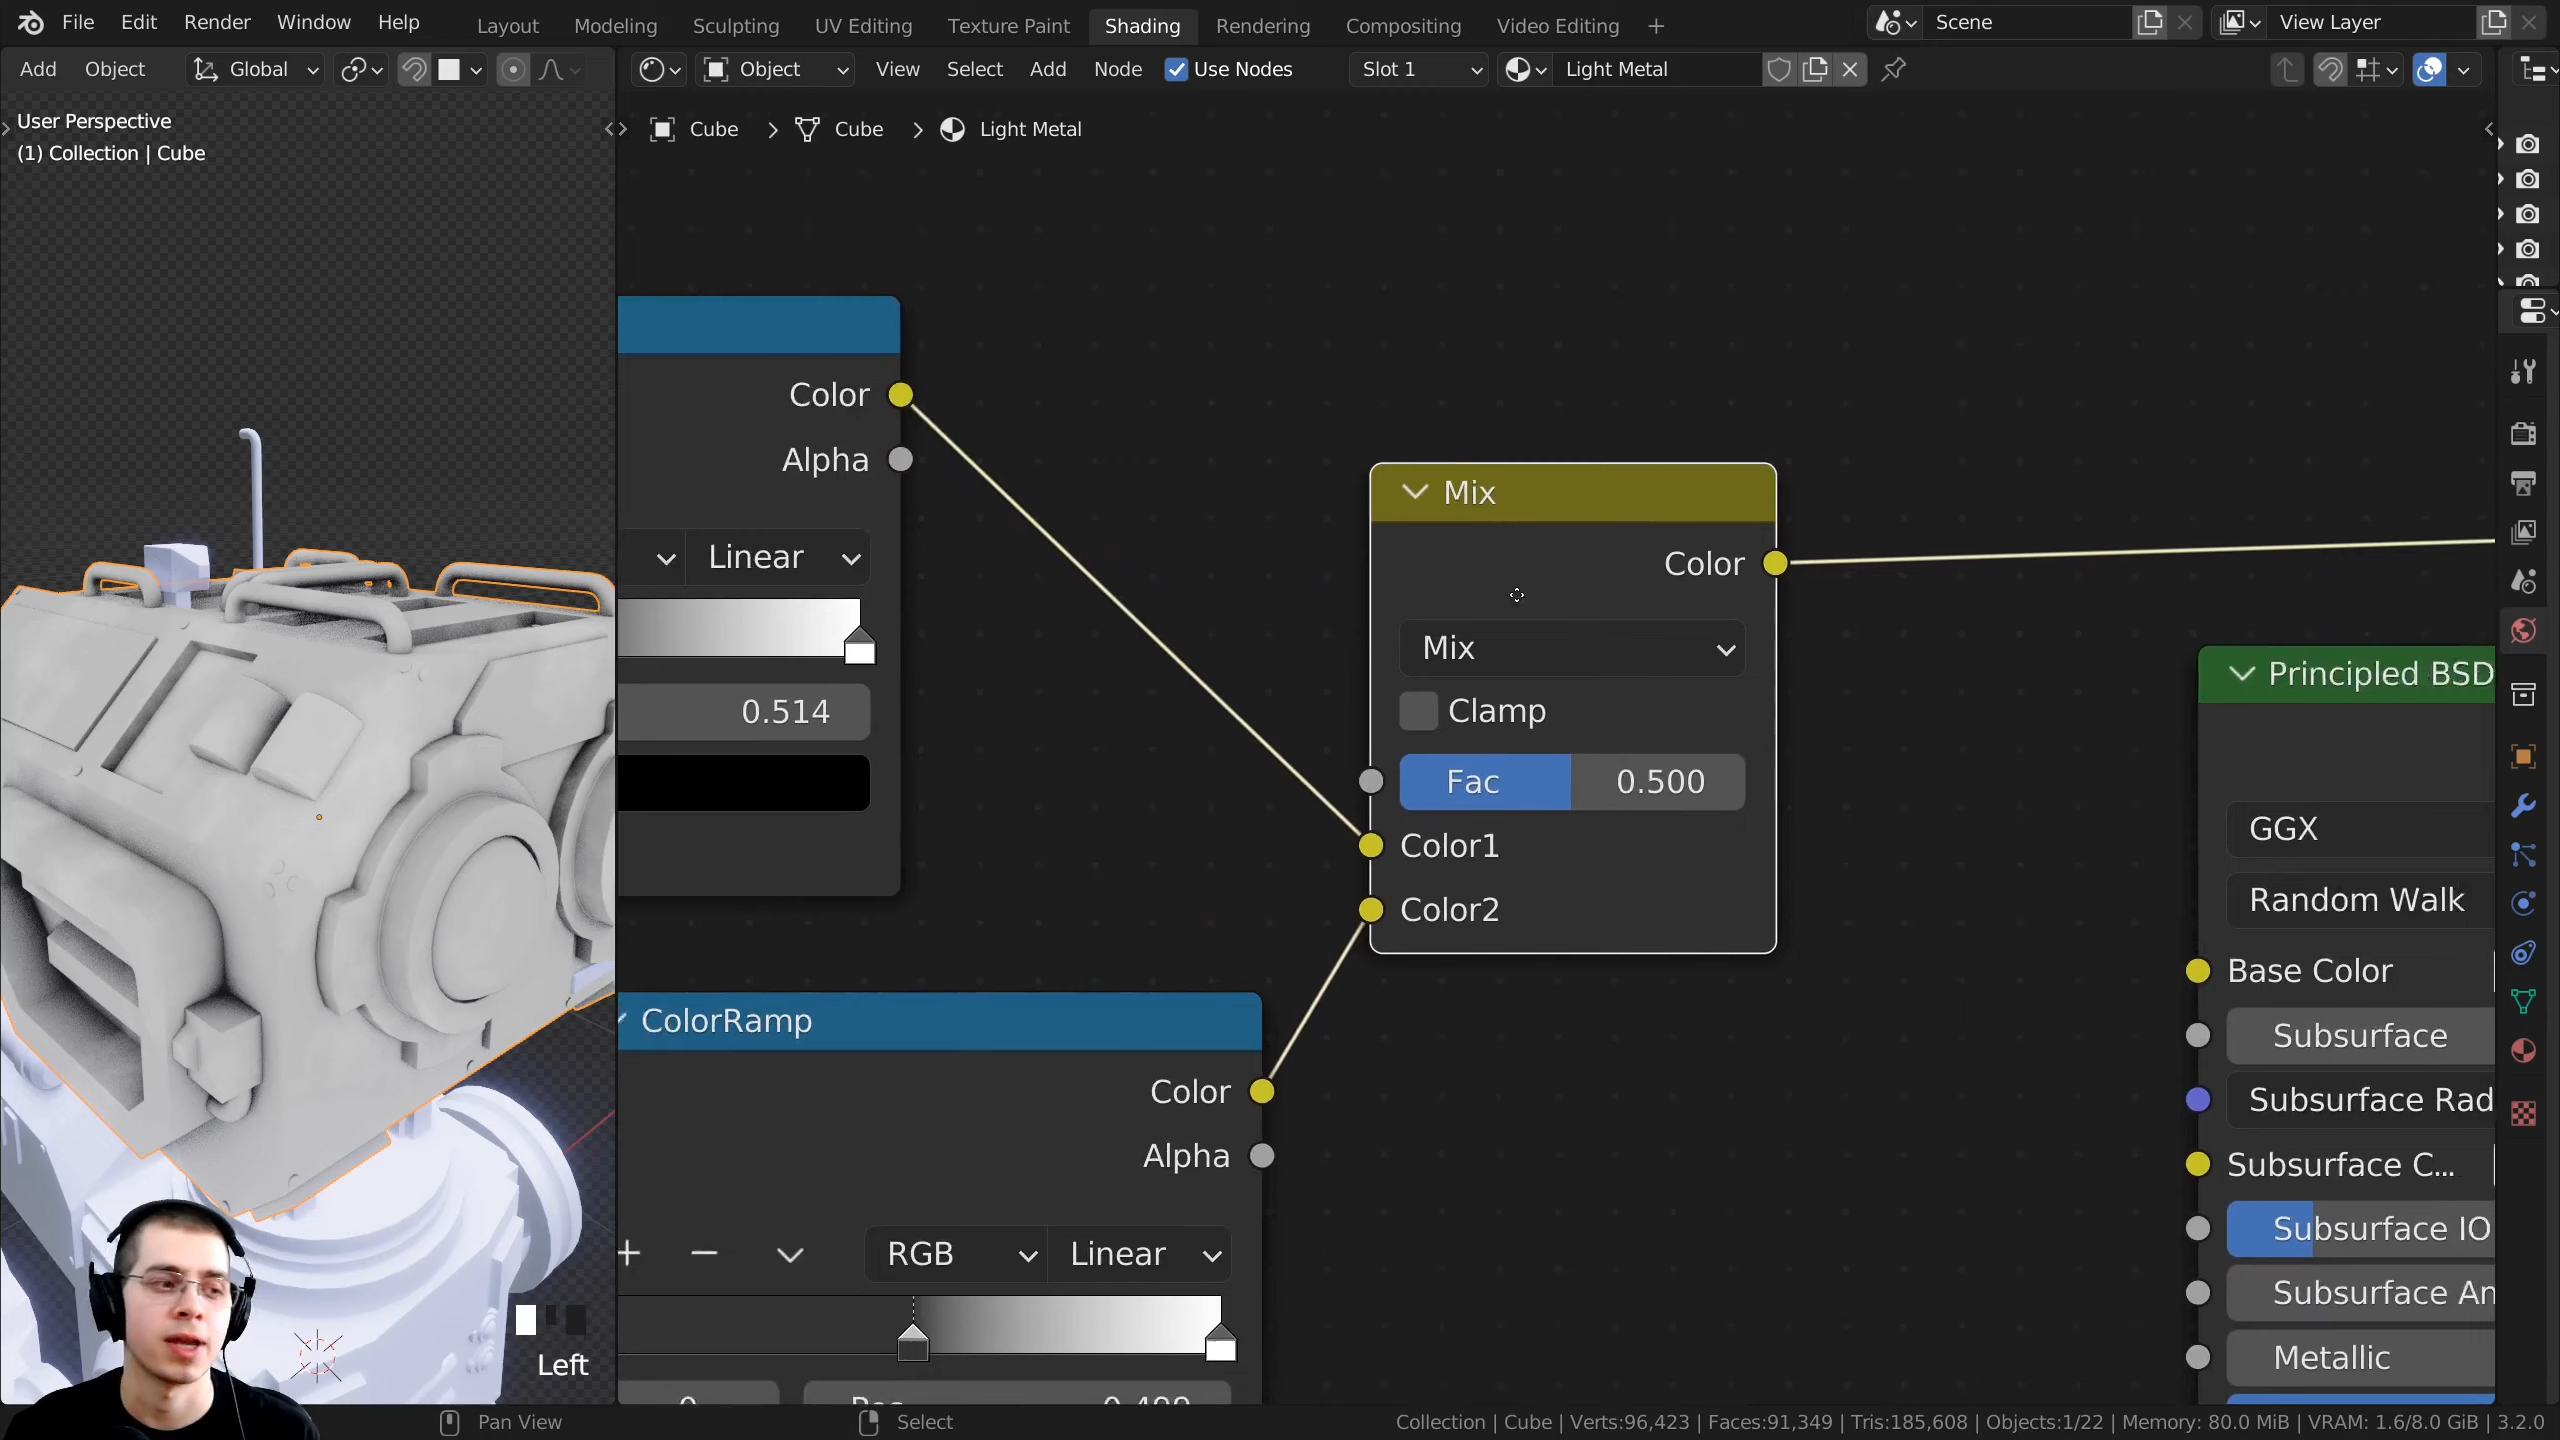 File Edit Render Window Help Layout Modeling Sculpting UV Editing Texture Paint Shading Rendering Compositing Video Editing + Scene View Layer
Add Object Global Object View Select Add Node Use Nodes Slot 1 Light Metal
User Perspective
(1) Collection | Cube
Cube > Cube > Light Metal
Color
Alpha
Linear
0.514
Mix
Color
Mix
Clamp
Fac 0.500
Color1
Color2
ColorRamp
Color
Alpha
RGB Linear
Principled BSD
GGX
Random Walk
Base Color
Subsurface
Subsurface Rad
Subsurface C...
Subsurface IO
Subsurface An
Metallic
Left
Pan View Select Collection | Cube | Verts:96,423 | Faces:91,349 | Tris:185,608 | Objects:1/22 | Memory: 80.0 MiB | VRAM: 1.6/8.0 GiB | 3.2.0